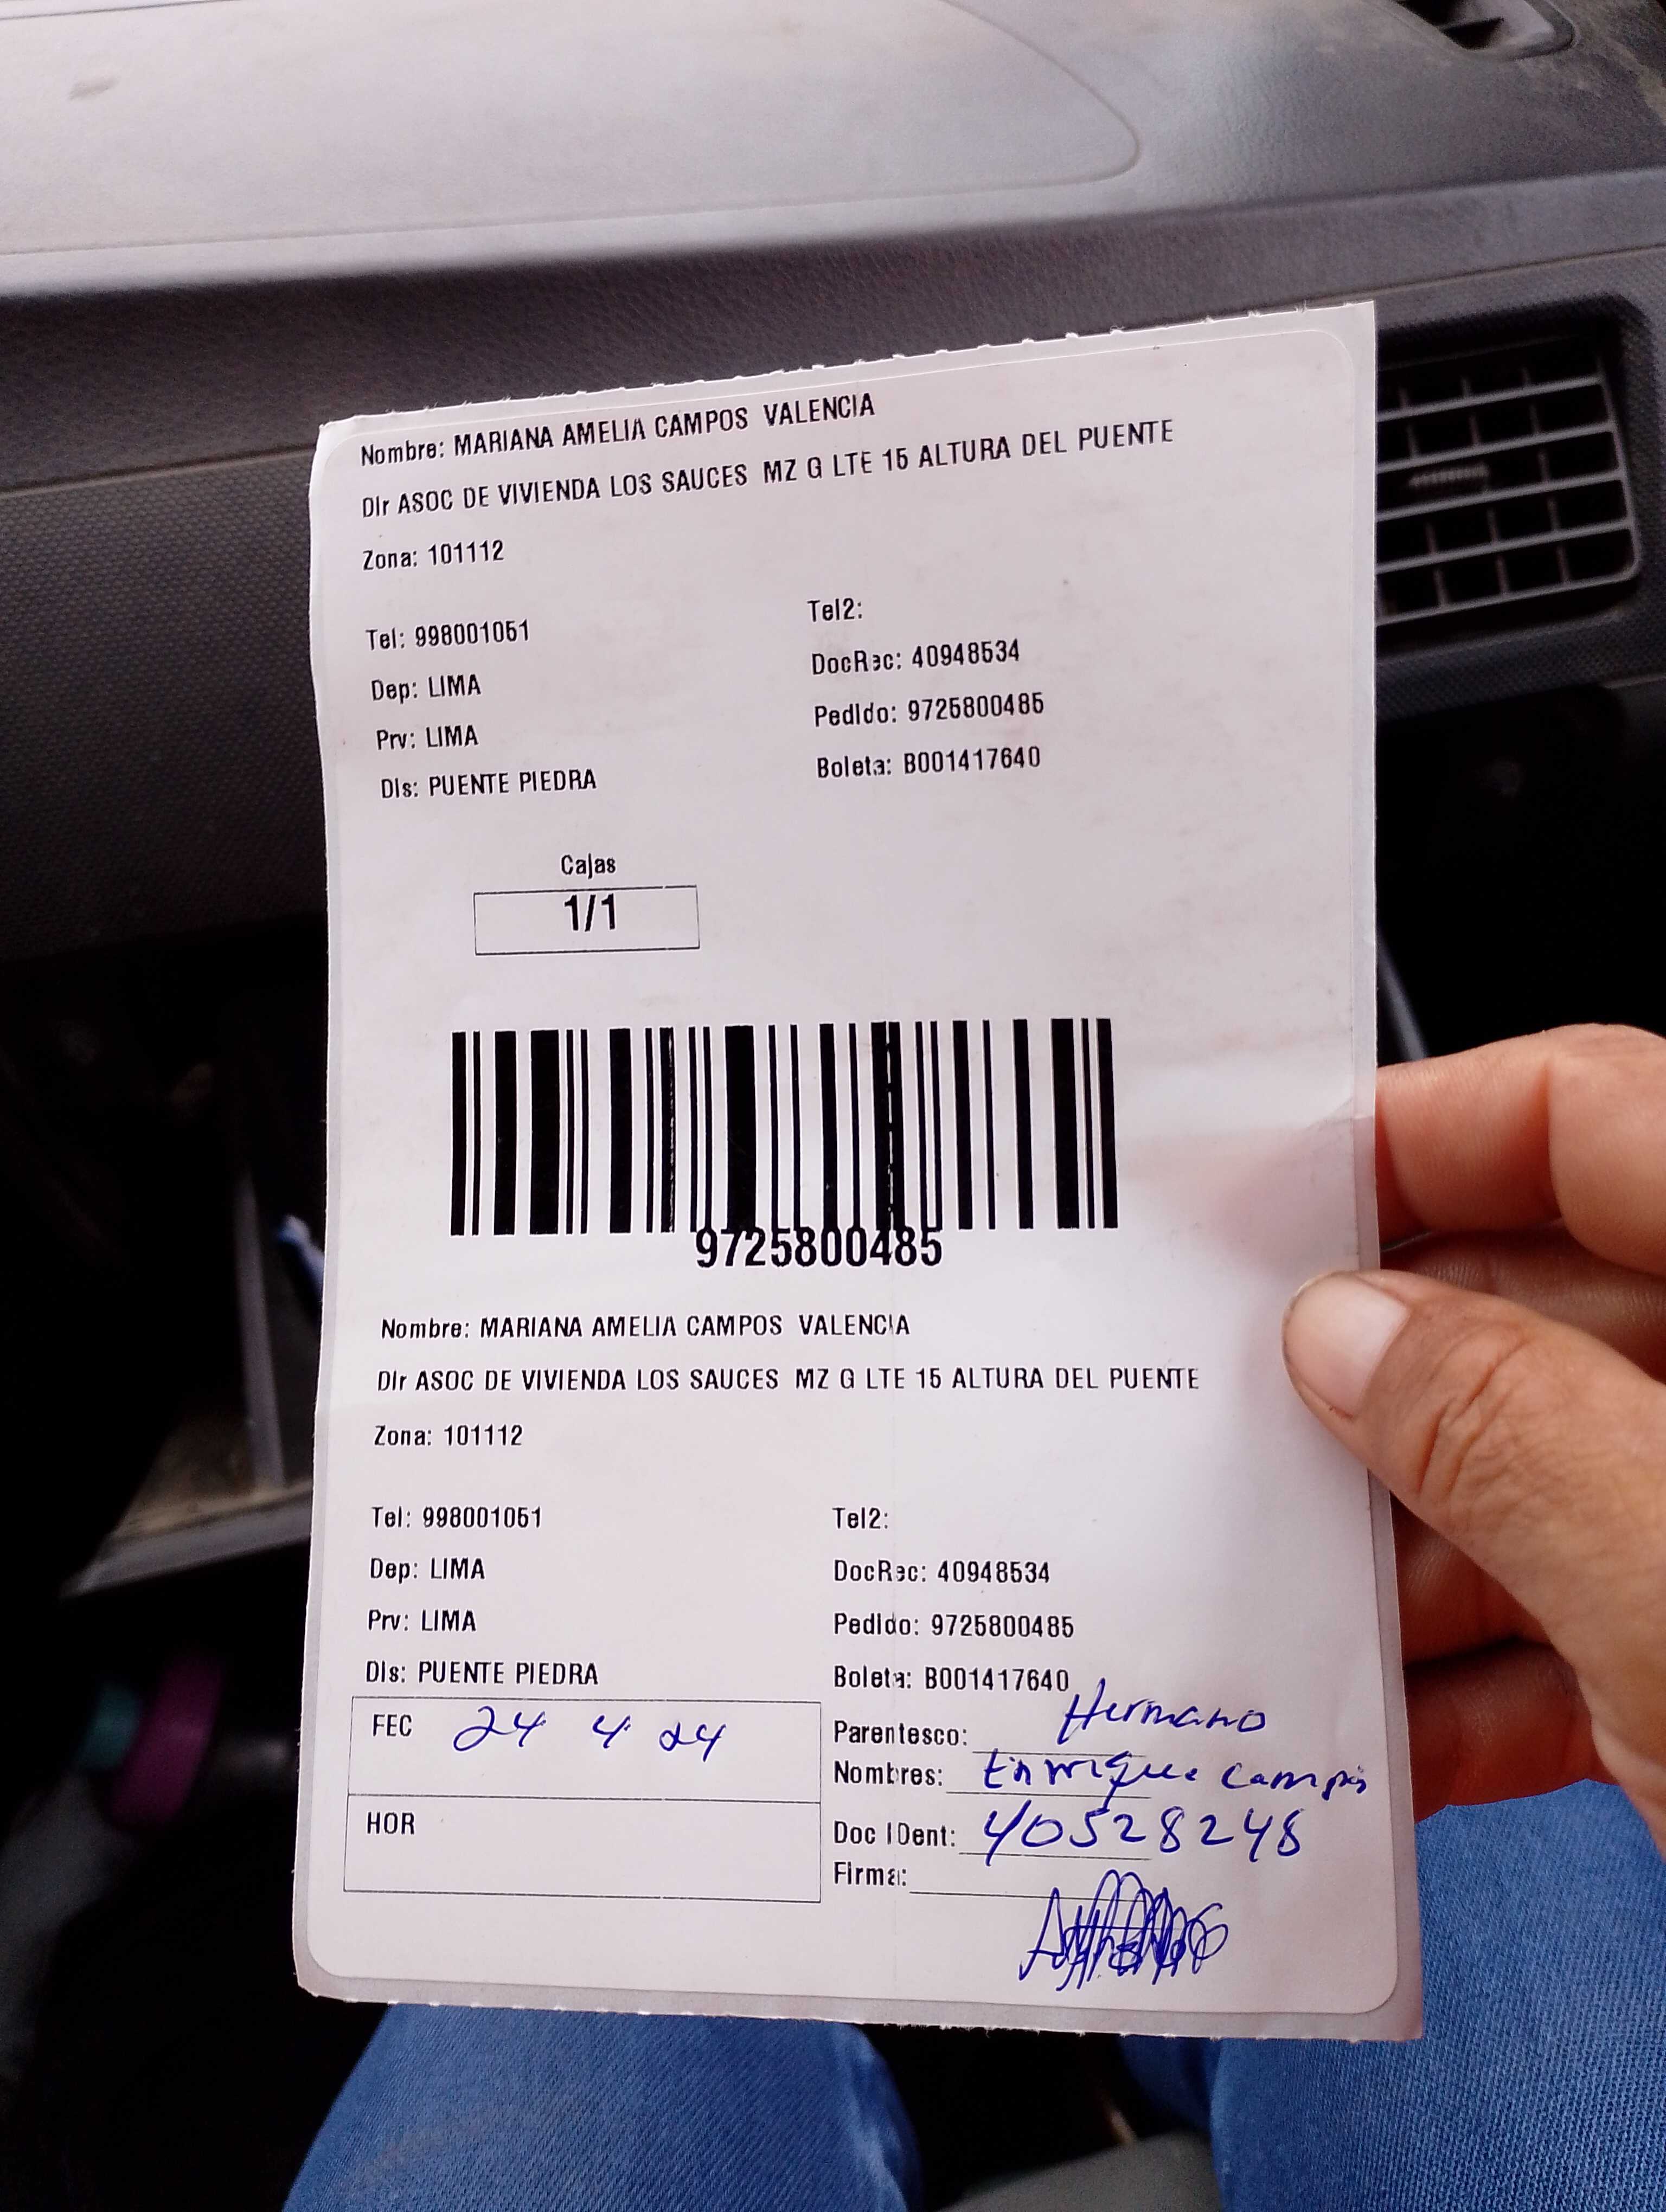 Nombre: MARIANA AMELIA CAMPOS VALENCIA
Dir ASOC DE VIVIENDA LOS SAUCES MZ G LTE 15 ALTURA DEL PUENTE
Zona: 101112
Tel: 998001051
Tel2:
Dep: LIMA
DocRec: 40948534
Prv: LIMA
Pedido: 9725800485
Dis: PUENTE PIEDRA
Boleta: B001417640
Cajas
1/1
9725800485
Nombre: MARIANA AMELIA CAMPOS VALENCIA
Dir ASOC DE VIVIENDA LOS SAUCES MZ G LTE 15 ALTURA DEL PUENTE
Zona: 101112
Tel: 998001051
Tel2:
Dep: LIMA
DocRec: 40948534
Prv: LIMA
Pedido: 9725800485
Dis: PUENTE PIEDRA
Boleta: B001417640
FEC 24 4 24
Parentesco: Hermano
Nombres: Enrique Campos
HOR
Doc IDent: 40528248
Firma: